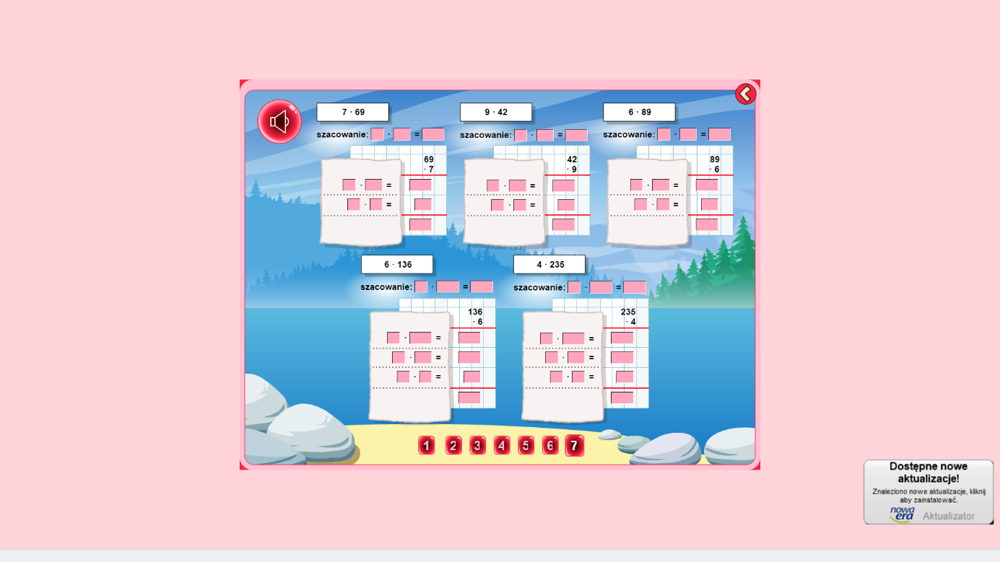 7 · 69
szacowanie: · =
69
· 7
· =
· =
9 · 42
szacowanie: · =
42
· 9
· =
· =
6 · 89
szacowanie: · =
89
· 6
· =
· =
6 · 136
szacowanie: · =
136
· 6
· =
· =
· =
4 · 235
szacowanie: · =
235
· 4
· =
· =
· =
1 2 3 4 5 6 7
Dostępne nowe
aktualizacje!
Znaleziono nowe aktualizacje, kliknij
aby zainstalować.
nowa
era Aktualizator